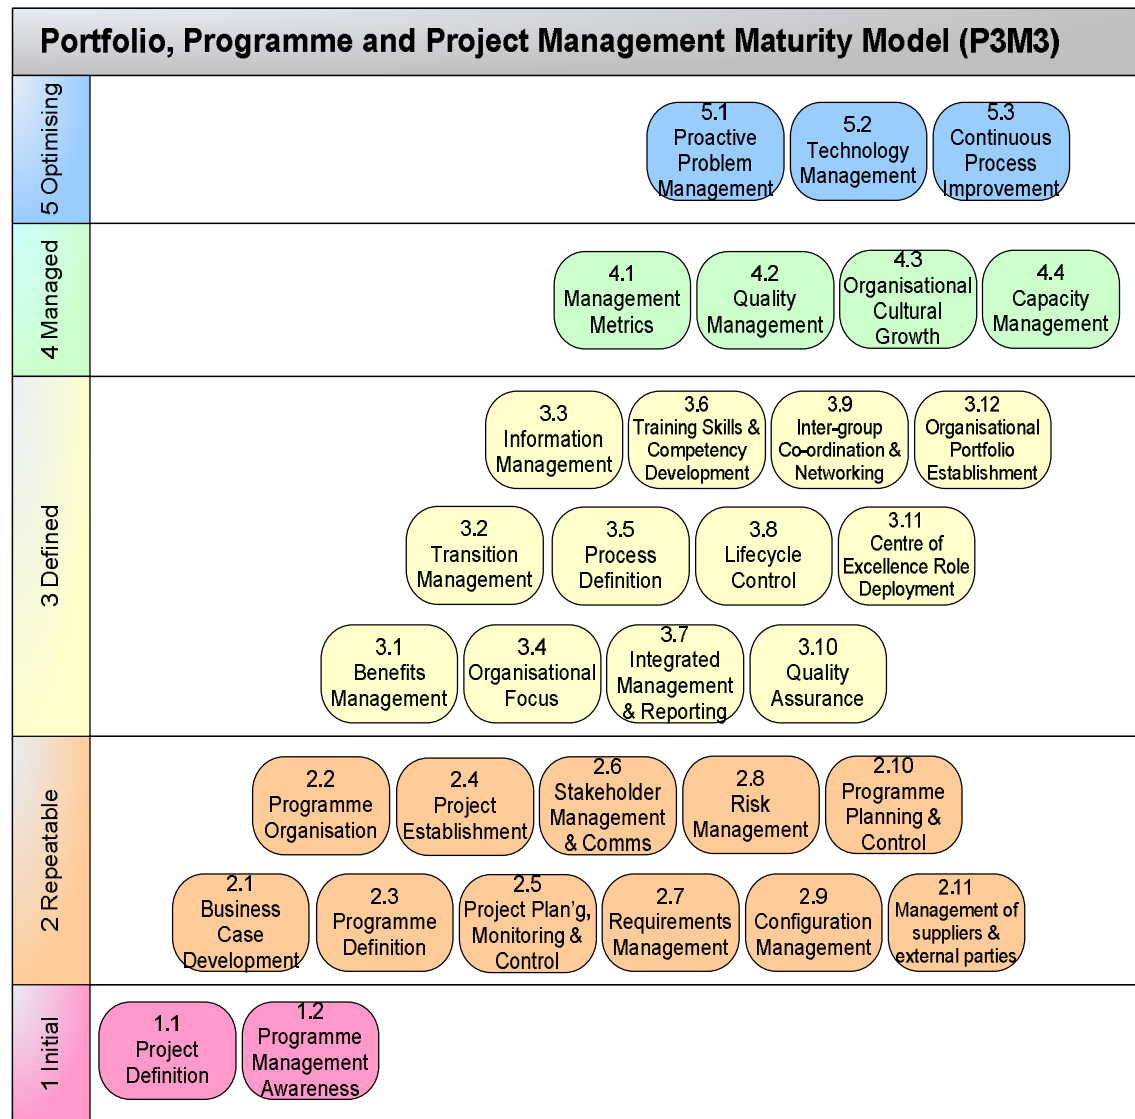 Portfolio, Programme and Project Management Maturity Model (P3M3)
5 Optimising
5.1
Proactive
Problem
Management
5.2
Technology
Management
5.3
Continuous
Process
Improvement
4 Managed
4.1
Management
Metrics
4.2
Quality
Management
4.3
Organisational
Cultural
Growth
4.4
Capacity
Management
3 Defined
3.3
Information
Management
3.6
Training Skills &
Competency
Development
3.9
Inter-group
Co-ordination &
Networking
3.12
Organisational
Portfolio
Establishment
3.2
Transition
Management
3.5
Process
Definition
3.8
Lifecycle
Control
3.11
Centre of
Excellence Role
Deployment
3.1
Benefits
Management
3.4
Organisational
Focus
3.7
Integrated
Management
& Reporting
3.10
Quality
Assurance
2 Repeatable
2.2
Programme
Organisation
2.4
Project
Establishment
2.6
Stakeholder
Management
& Comms
2.8
Risk
Management
2.10
Programme
Planning &
Control
2.1
Business
Case
Development
2.3
Programme
Definition
2.5
Project Plan'g,
Monitoring &
Control
2.7
Requirements
Management
2.9
Configuration
Management
2.11
Management of
suppliers &
external parties
1 Initial
1.1
Project
Definition
1.2
Programme
Management
Awareness